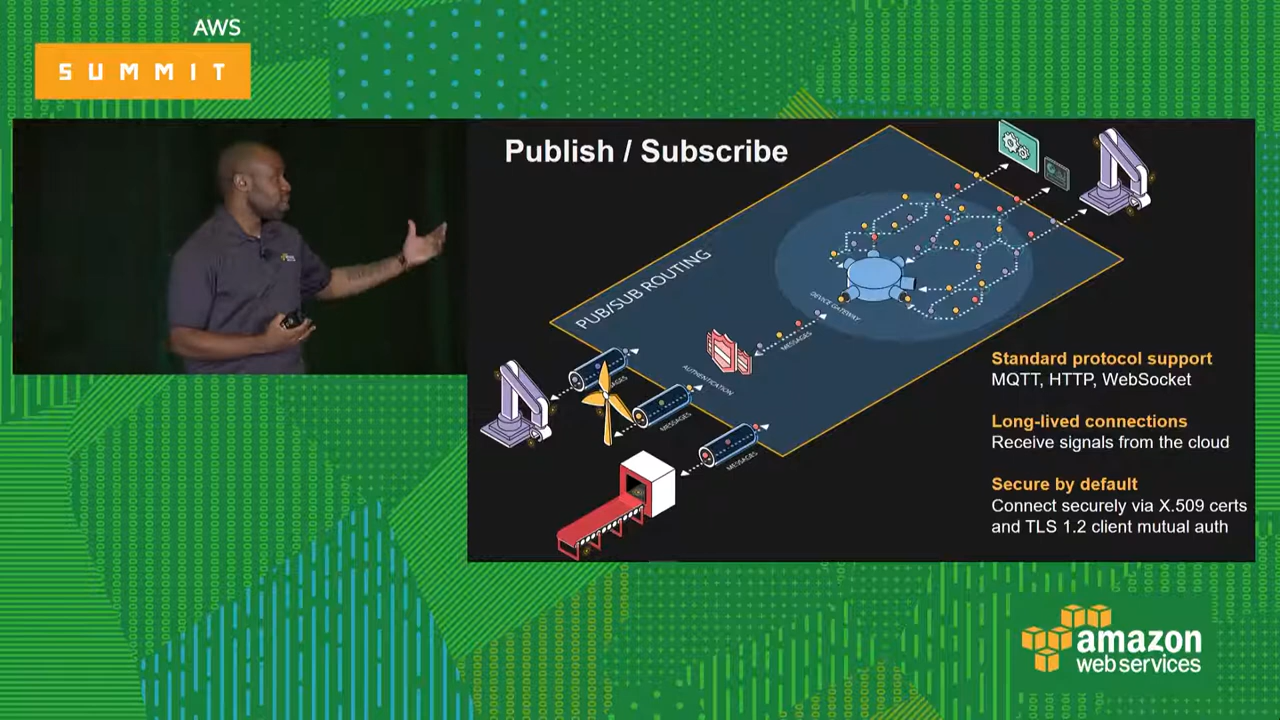 AWS
SUMMIT
Publish / Subscribe
PUB/SUB ROUTING
DEVICE GATEWAY
MESSAGES
AUTHENTICATION
MESSAGES
MESSAGES
Standard protocol support
MQTT, HTTP, WebSocket
Long-lived connections
Receive signals from the cloud
Secure by default
Connect securely via X.509 certs
and TLS 1.2 client mutual auth
amazon
web services